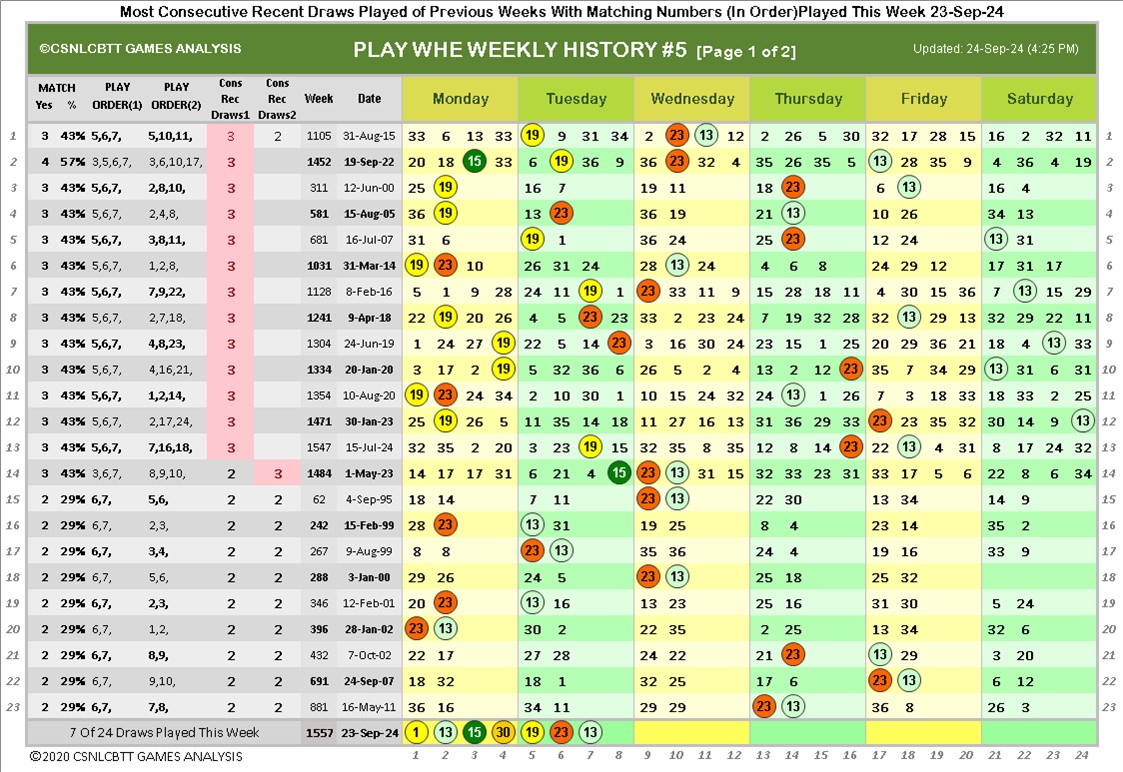 Most Consecutive Recent Draws Played of Previous Weeks With Matching Numbers (In Order)Played This Week 23-Sep-24
©CSNLCBTT GAMES ANALYSIS PLAY WHE WEEKLY HISTORY #5 [Page 1 of 2] Updated: 24-Sep-24 (4:25 PM)
MATCH Yes % PLAY ORDER(1) PLAY ORDER(2) Cons Rec Draws1 Cons Rec Draws2 Week Date Monday Tuesday Wednesday Thursday Friday Saturday
1 3 43% 5,6,7, 5,10,11, 3 2 1105 31-Aug-15 33 6 13 33 19 9 31 34 2 23 13 12 2 26 5 30 32 17 28 15 16 2 32 11 1
2 4 57% 3,5,6,7, 3,6,10,17, 3 1452 19-Sep-22 20 18 15 33 6 19 36 9 36 23 32 4 35 26 35 5 13 28 35 9 4 36 4 19 2
3 3 43% 5,6,7, 2,8,10, 3 311 12-Jun-00 25 19 16 7 19 11 18 23 6 13 16 4 3
4 3 43% 5,6,7, 2,4,8, 3 581 15-Aug-05 36 19 13 23 36 19 21 13 10 26 34 13 4
5 3 43% 5,6,7, 3,8,11, 3 681 16-Jul-07 31 6 19 1 36 24 25 23 12 24 13 31 5
6 3 43% 5,6,7, 1,2,8, 3 1031 31-Mar-14 19 23 10 26 31 24 28 13 24 4 6 8 24 29 12 17 31 17 6
7 3 43% 5,6,7, 7,9,22, 3 1128 8-Feb-16 5 1 9 28 24 11 19 1 23 33 11 9 15 28 18 11 4 30 15 36 7 13 15 29 7
8 3 43% 5,6,7, 2,7,18, 3 1241 9-Apr-18 22 19 20 26 4 5 23 23 33 2 23 24 7 19 32 28 32 13 29 13 32 29 22 11 8
9 3 43% 5,6,7, 4,8,23, 3 1304 24-Jun-19 1 24 27 19 22 5 14 23 3 16 30 24 23 15 1 25 20 29 36 21 18 4 13 33 9
10 3 43% 5,6,7, 4,16,21, 3 1334 20-Jan-20 3 17 2 19 5 32 36 6 26 5 2 4 13 2 12 23 35 7 34 29 13 31 6 31 10
11 3 43% 5,6,7, 1,2,14, 3 1354 10-Aug-20 19 23 24 34 2 10 30 1 10 15 24 32 24 13 1 26 7 3 18 33 18 33 2 25 11
12 3 43% 5,6,7, 2,17,24, 3 1471 30-Jan-23 25 19 26 5 11 35 14 18 11 27 16 13 31 36 29 33 23 23 35 32 30 14 9 13 12
13 3 43% 5,6,7, 7,16,18, 3 1547 15-Jul-24 32 35 2 20 3 23 19 15 32 35 8 35 12 8 14 23 22 13 4 31 8 17 24 32 13
14 3 43% 3,6,7, 8,9,10, 2 3 1484 1-May-23 14 17 17 31 6 21 4 15 23 13 31 15 32 33 23 31 33 17 5 6 22 8 6 34 14
15 2 29% 6,7, 5,6, 2 2 62 4-Sep-95 18 14 7 11 23 13 22 30 13 34 14 9 15
16 2 29% 6,7, 2,3, 2 2 242 15-Feb-99 28 23 13 31 19 25 8 4 23 14 35 2 16
17 2 29% 6,7, 3,4, 2 2 267 9-Aug-99 8 8 23 13 35 36 24 4 19 16 33 9 17
18 2 29% 6,7, 5,6, 2 2 288 3-Jan-00 29 26 24 5 23 13 25 18 25 32 18
19 2 29% 6,7, 2,3, 2 2 346 12-Feb-01 20 23 13 16 13 23 25 16 31 30 5 24 19
20 2 29% 6,7, 1,2, 2 2 396 28-Jan-02 23 13 30 2 22 35 2 25 13 34 32 6 20
21 2 29% 6,7, 8,9, 2 2 432 7-Oct-02 22 17 27 28 24 22 21 23 13 29 3 20 21
22 2 29% 6,7, 9,10, 2 2 691 24-Sep-07 18 32 18 1 32 25 17 6 23 13 6 12 22
23 2 29% 6,7, 7,8, 2 2 881 16-May-11 36 16 34 11 29 29 23 13 36 8 26 3 23
7 Of 24 Draws Played This Week 1557 23-Sep-24 1 13 15 30 19 23 13
©2020 CSNLCBTT GAMES ANALYSIS 1 2 3 4 5 6 7 8 9 10 11 12 13 14 15 16 17 18 19 20 21 22 23 24